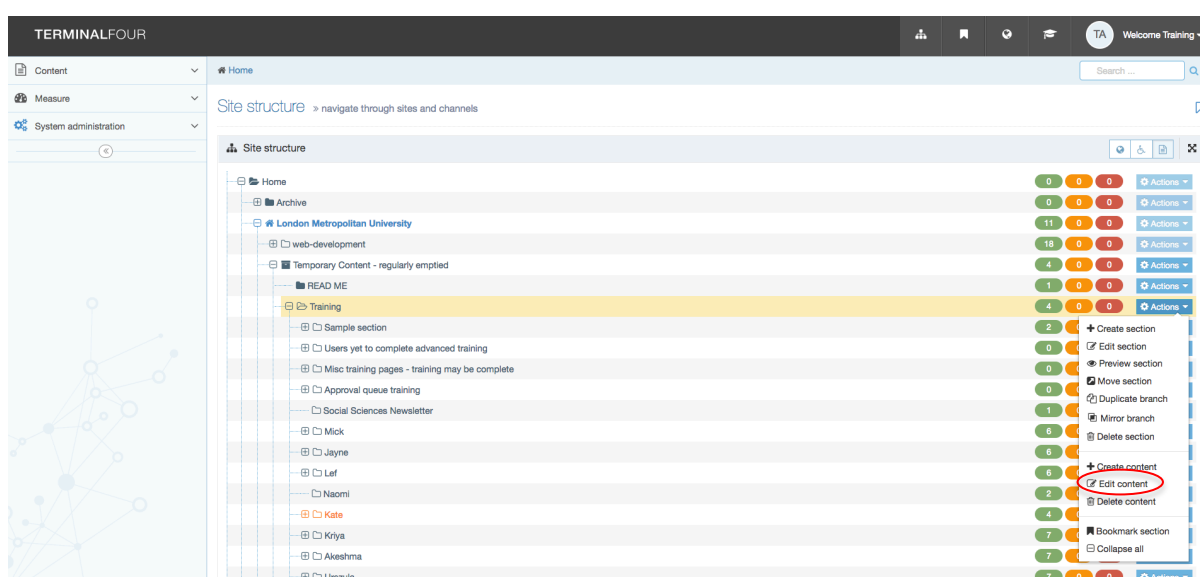 TERMINALFOUR
TA Welcome Training
Content
Home
Search ...
Measure
System administration
Site structure » navigate through sites and channels
Site structure
Home 0 0 0 Actions
Archive 0 0 0 Actions
London Metropolitan University 11 0 0 Actions
web-development 18 0 0 Actions
Temporary Content - regularly emptied 4 0 0 Actions
READ ME 1 0 0 Actions
Training 4 0 0 Actions
Sample section 2
Users yet to complete advanced training 0
Misc training pages - training may be complete 0
Approval queue training 0
Social Sciences Newsletter 1
Mick 6
Jayne 6
Lef 6
Naomi 2
Kate 4
Kriya 7
Akeshma 7
Create section
Edit section
Preview section
Move section
Duplicate branch
Mirror branch
Delete section
Create content
Edit content
Delete content
Bookmark section
Collapse all